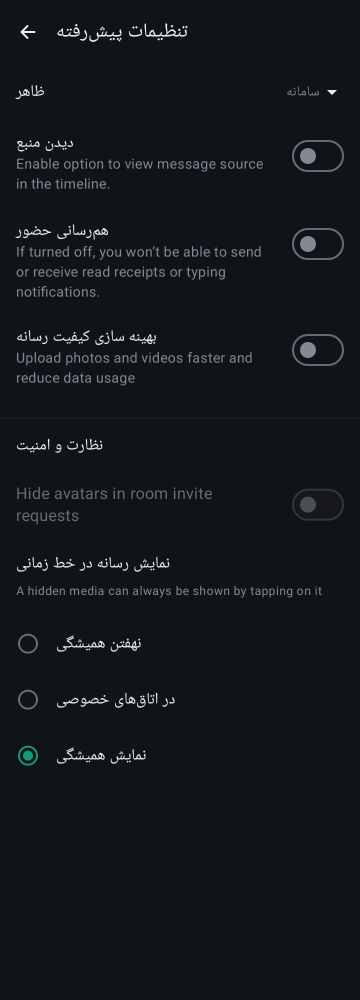 تنظیمات پیش‌رفته
ظاهر
سامانه
دیدن منبع
Enable option to view message source
in the timeline.
هم‌رسانی حضور
If turned off, you won’t be able to send
or receive read receipts or typing
notifications.
بهینه سازی کیفیت رسانه
Upload photos and videos faster and
reduce data usage
نظارت و امنیت
Hide avatars in room invite
requests
نمایش رسانه در خط زمانی
A hidden media can always be shown by tapping on it
نهفتن همیشگی
در اتاق‌های خصوصی
نمایش همیشگی